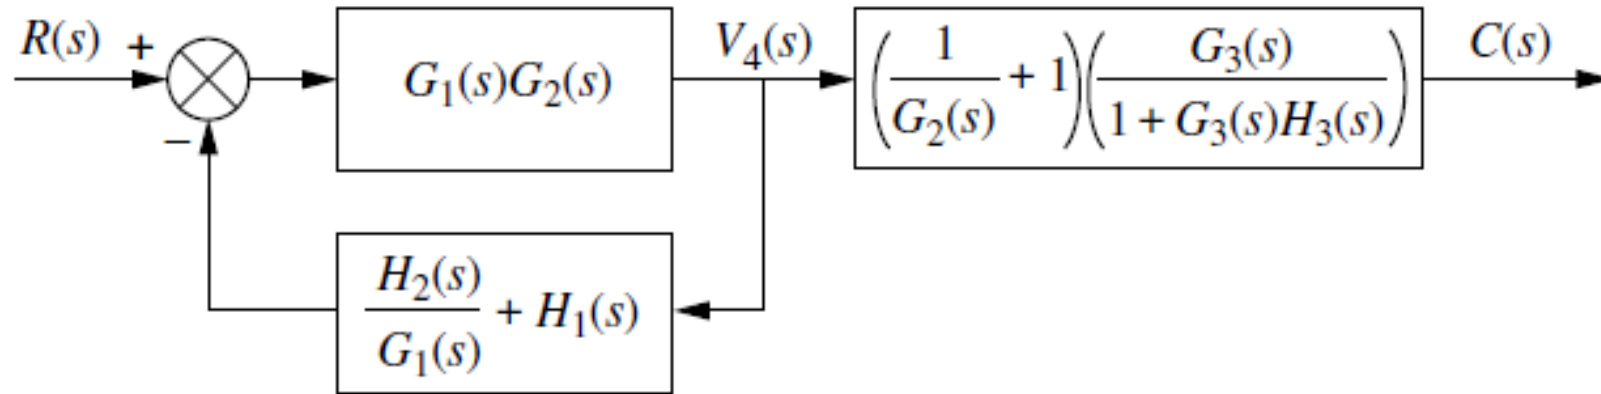 R(s) +
−
G₁(s)G₂(s)
V₄(s)
(1/G₂(s) + 1)(G₃(s)/(1 + G₃(s)H₃(s)))
C(s)
H₂(s)/G₁(s) + H₁(s)